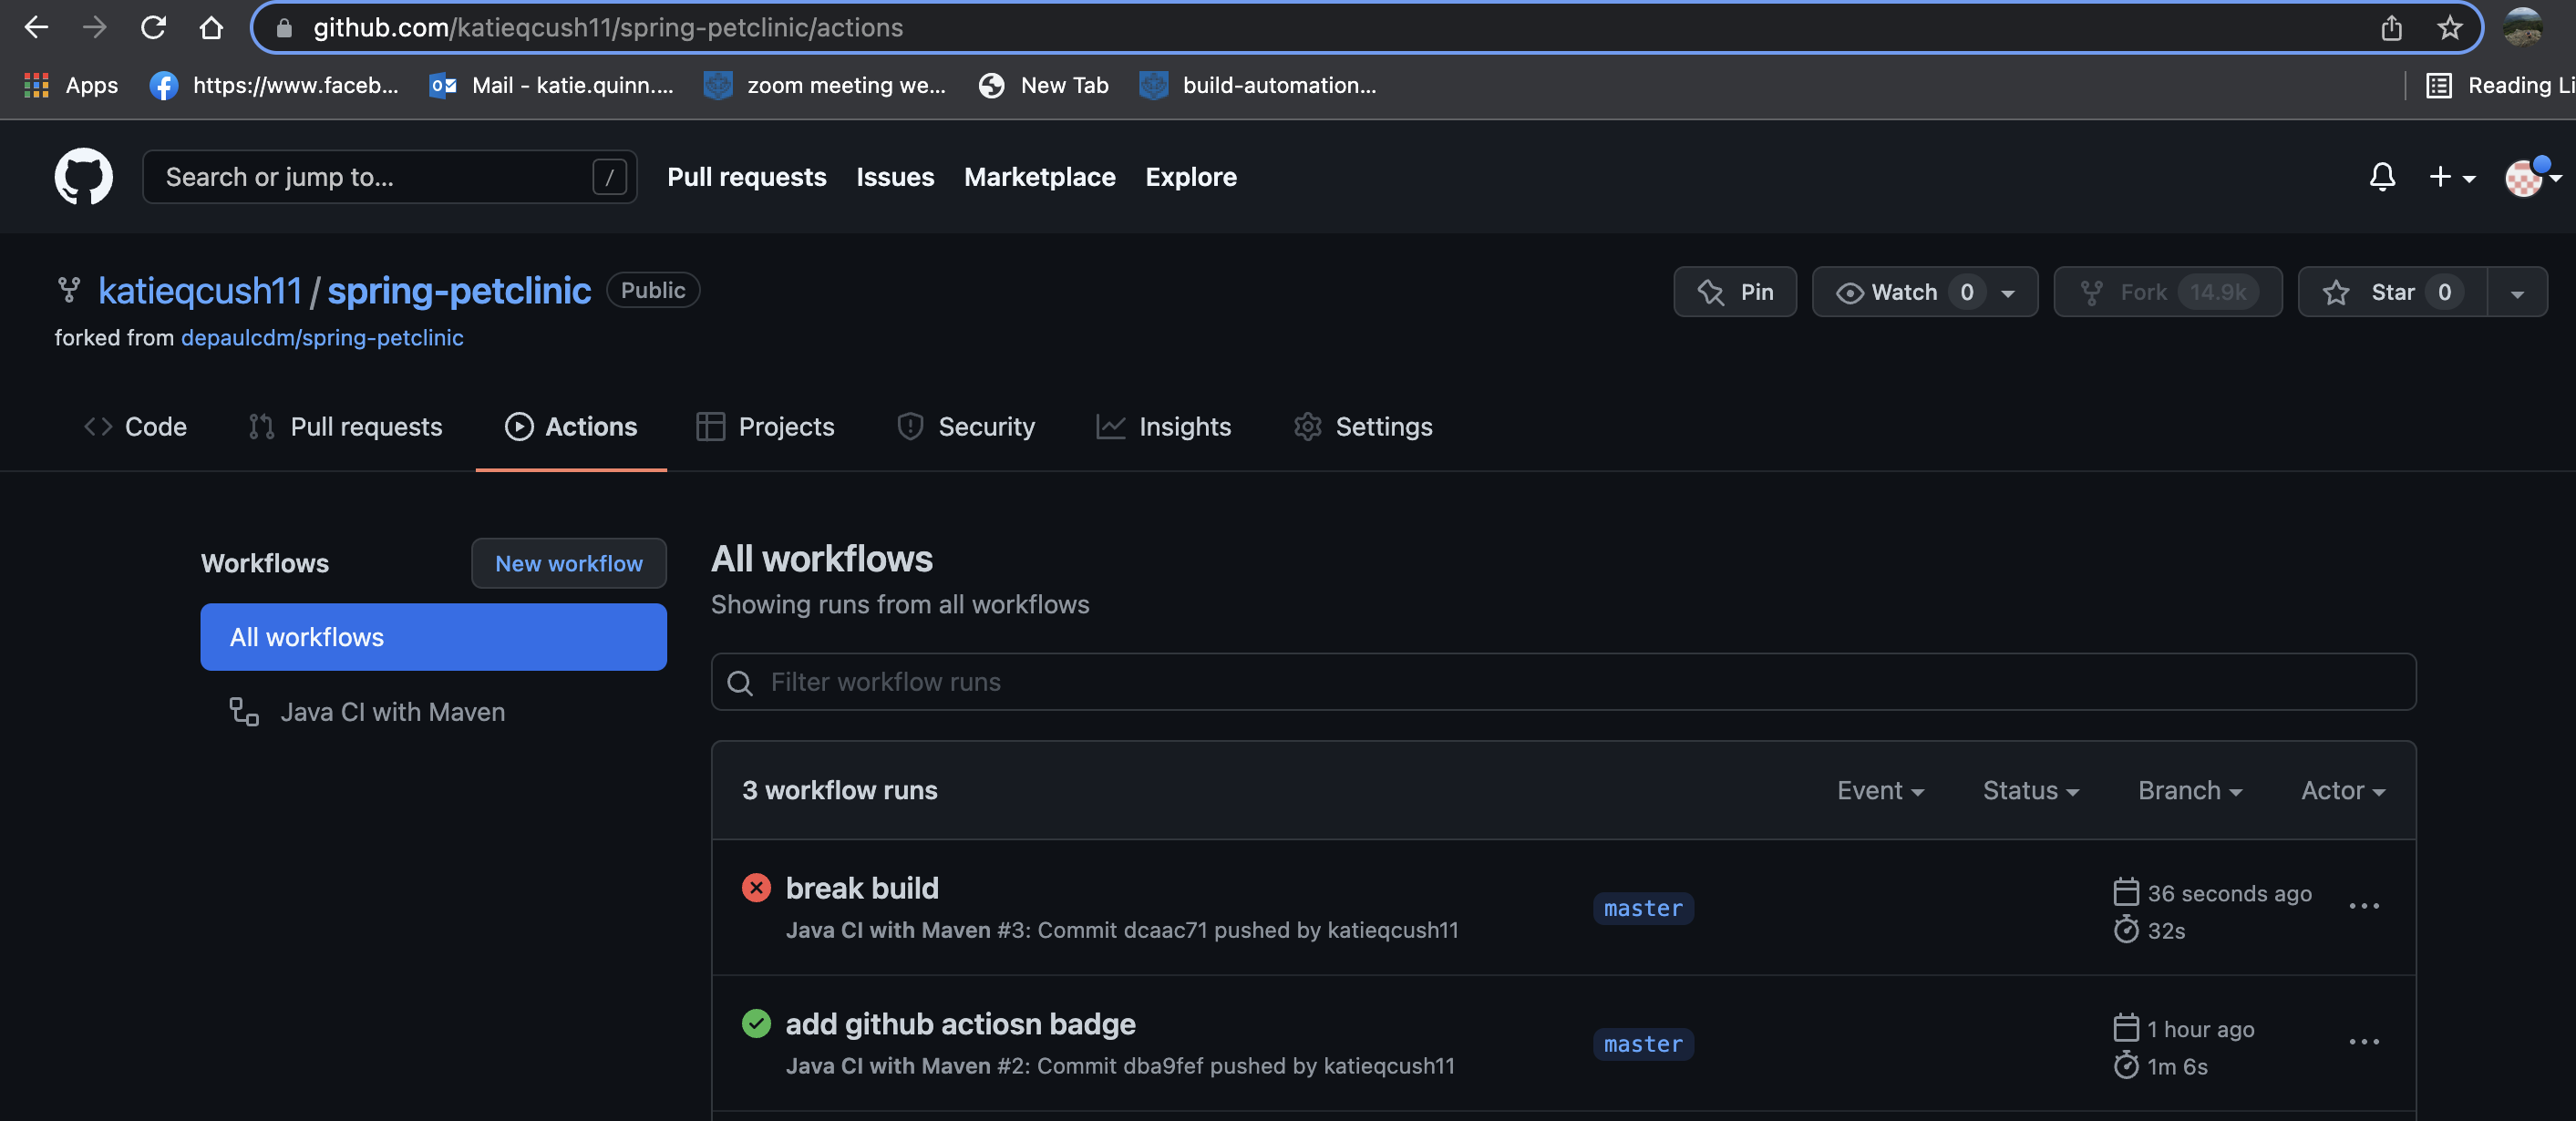 github.com/katieqcush11/spring-petclinic/actions
Apps https://www.faceb... Mail - katie.quinn.... zoom meeting we... New Tab build-automation... Reading Li
Search or jump to... / Pull requests Issues Marketplace Explore
katieqcush11 / spring-petclinic Public Pin Watch 0 Fork 14.9k Star 0
forked from depaulcdm/spring-petclinic
Code Pull requests Actions Projects Security Insights Settings
Workflows New workflow
All workflows
Java CI with Maven
All workflows
Showing runs from all workflows
Filter workflow runs
3 workflow runs Event Status Branch Actor
break build
Java CI with Maven #3: Commit dcaac71 pushed by katieqcush11
master
36 seconds ago
32s
add github actiosn badge
Java CI with Maven #2: Commit dba9fef pushed by katieqcush11
master
1 hour ago
1m 6s